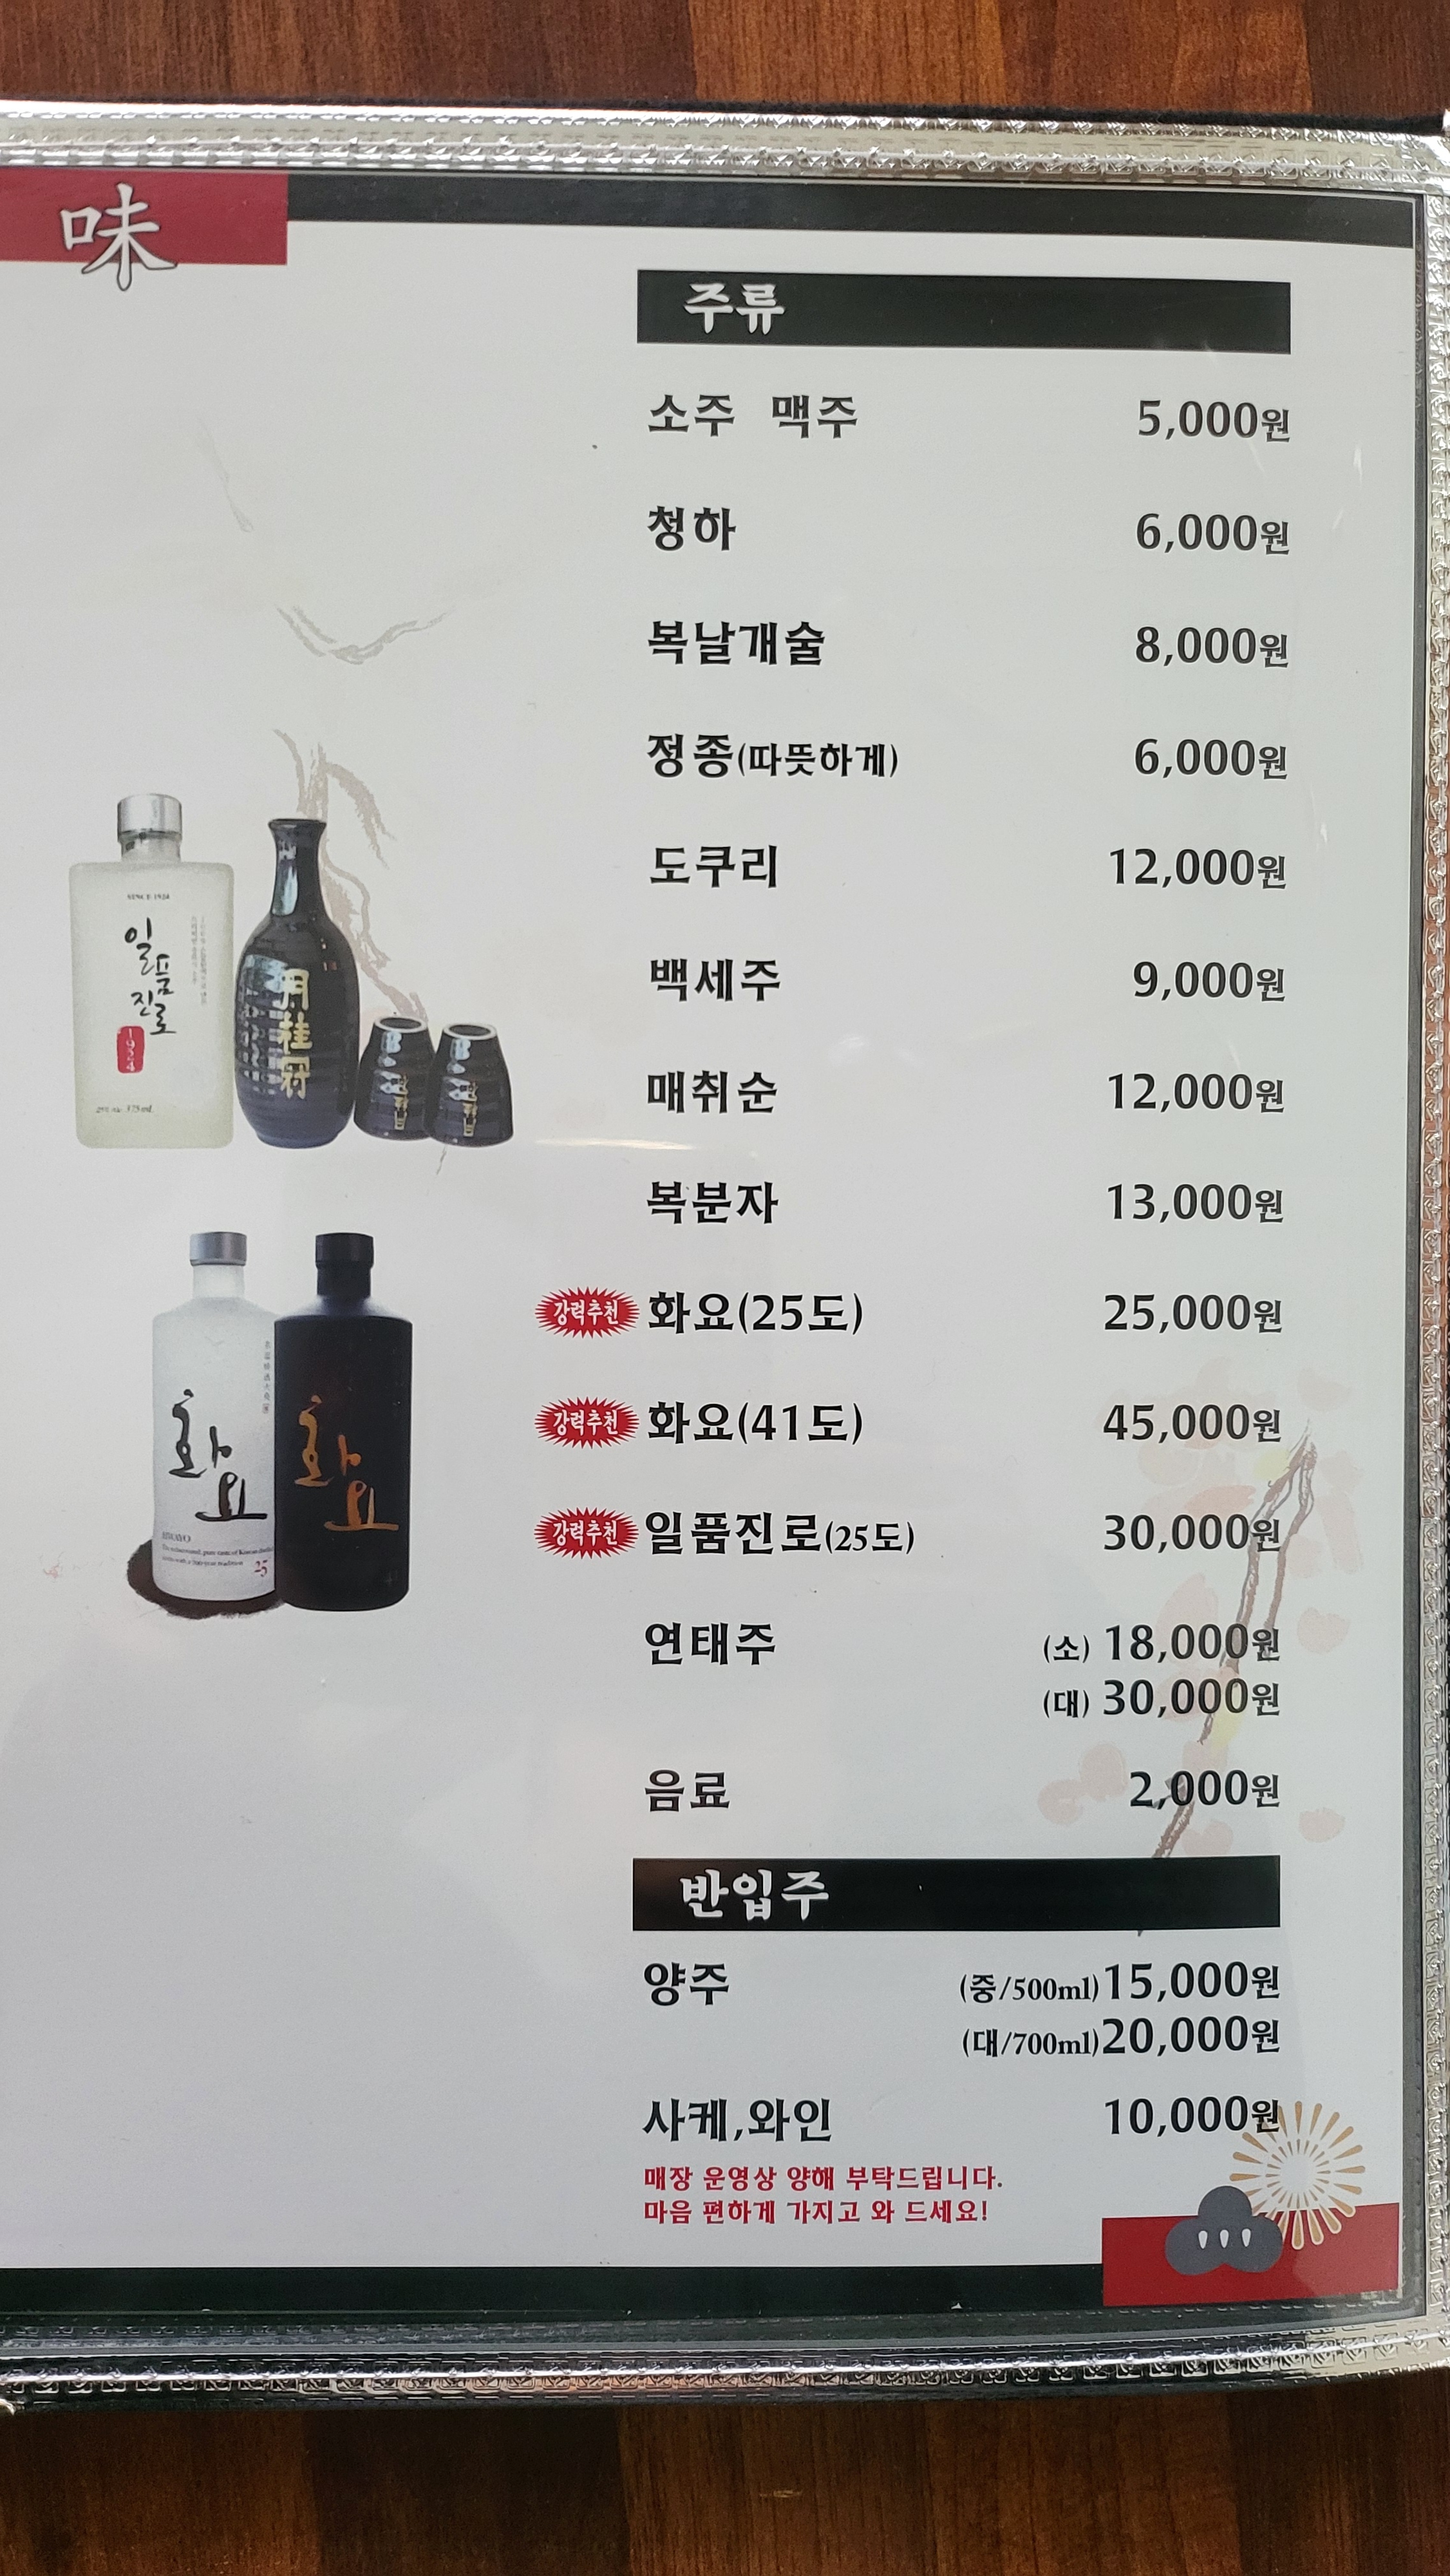 味
주류
소주 맥주 5,000원
청하 6,000원
복날개술 8,000원
정종(따뜻하게) 6,000원
도쿠리 12,000원
백세주 9,000원
매취순 12,000원
복분자 13,000원
강력추천 화요(25도) 25,000원
강력추천 화요(41도) 45,000원
강력추천 일품진로(25도) 30,000원
연태주 (소) 18,000원
(대) 30,000원
음료 2,000원
반입주
양주 (중/500ml)15,000원
(대/700ml)20,000원
사케,와인 10,000원
매장 운영상 양해 부탁드립니다.
마음 편하게 가지고 와 드세요!
SINCE 1924
일품
진로
1924
375ml
月桂冠
화요
HWAYO
25
화요